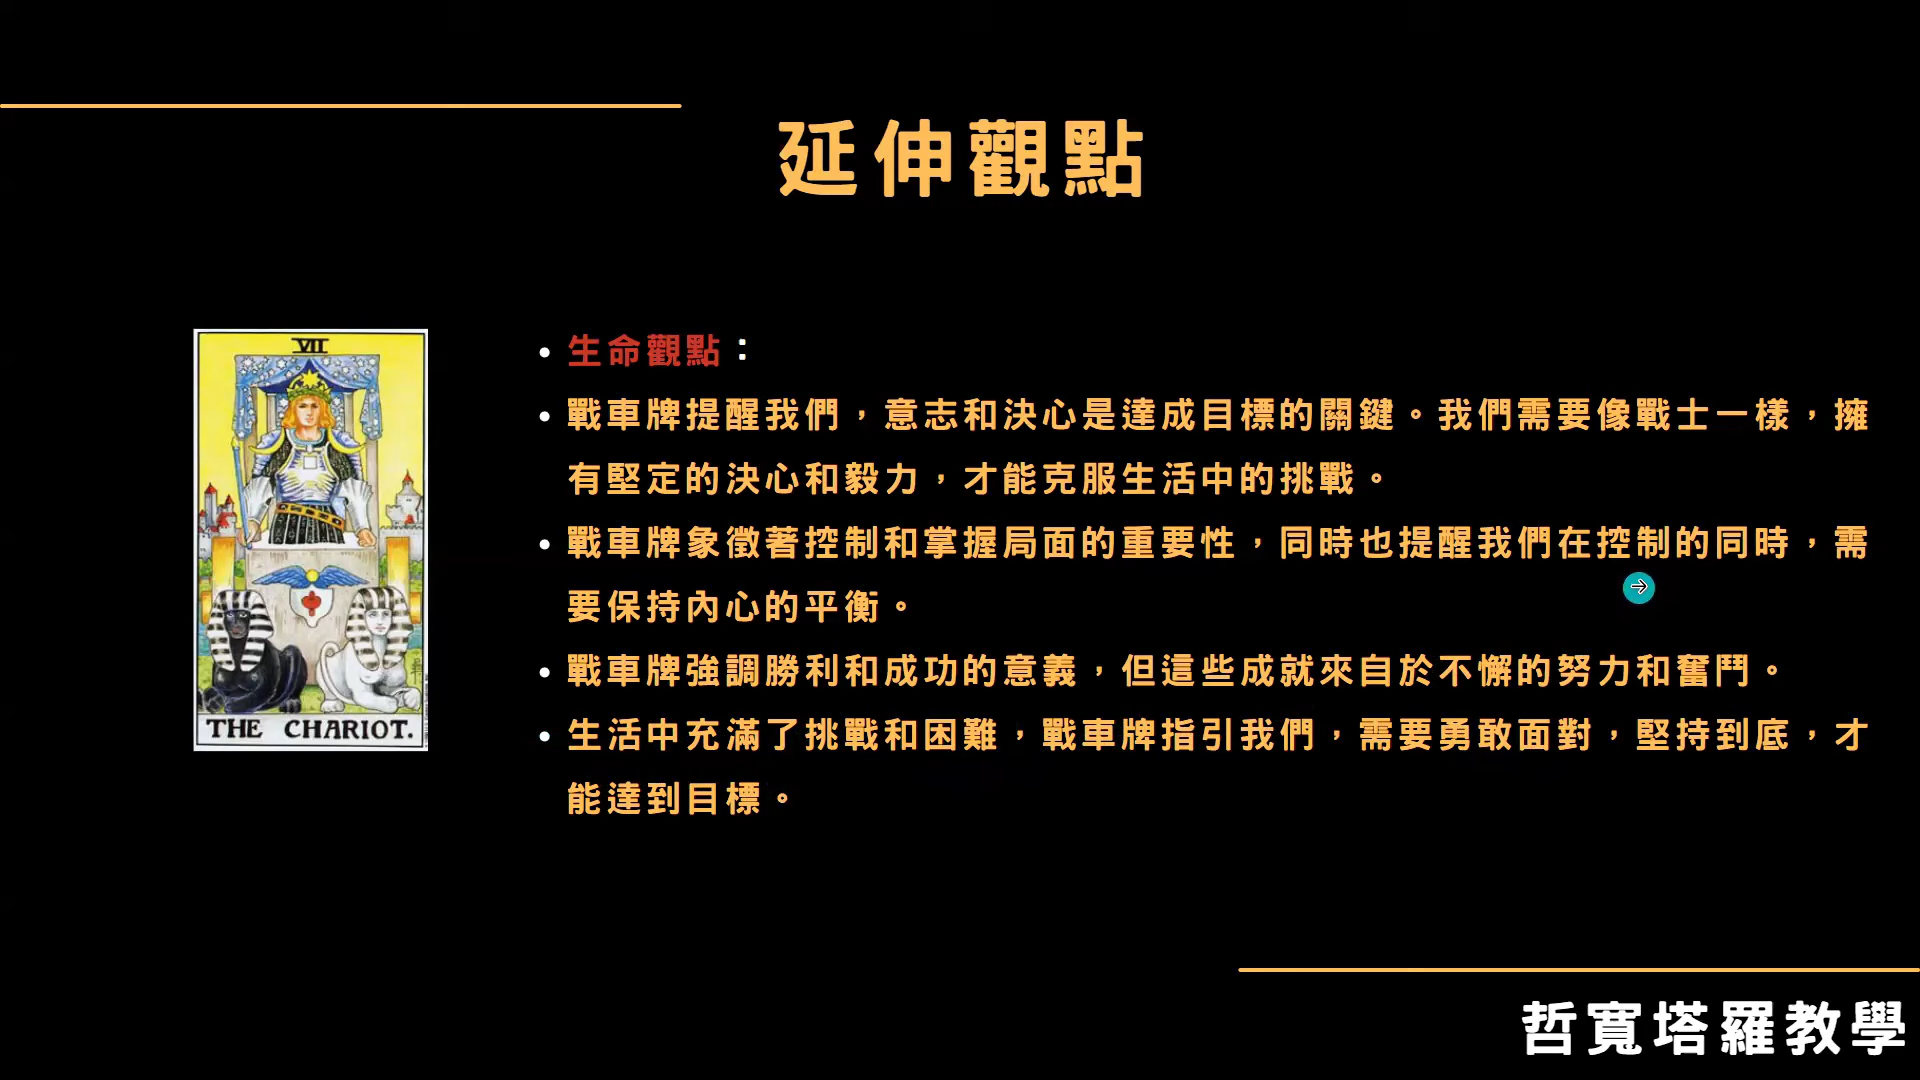 延伸觀點
VII
THE CHARIOT.
生命觀點：
戰車牌提醒我們，意志和決心是達成目標的關鍵。我們需要像戰士一樣，擁
有堅定的決心和毅力，才能克服生活中的挑戰。
戰車牌象徵著控制和掌握局面的重要性，同時也提醒我們在控制的同時，需
要保持內心的平衡。
戰車牌強調勝利和成功的意義，但這些成就來自於不懈的努力和奮鬥。
生活中充滿了挑戰和困難，戰車牌指引我們，需要勇敢面對，堅持到底，才
能達到目標。
哲寬塔羅教學